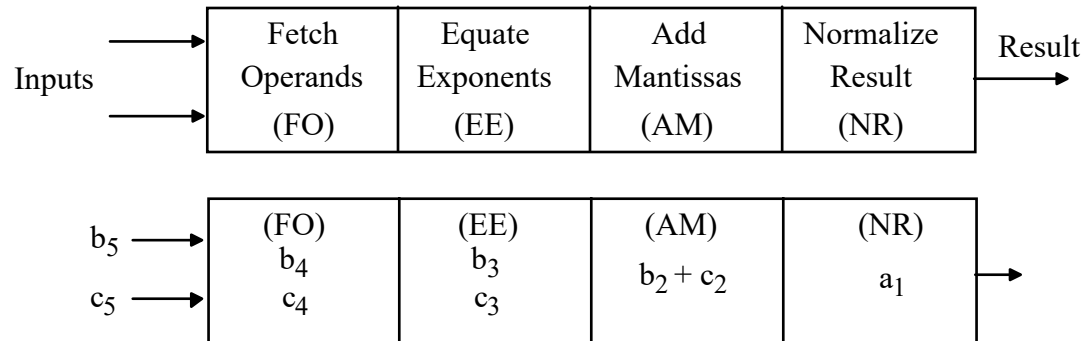 Inputs
Fetch
Operands
(FO)
Equate
Exponents
(EE)
Add
Mantissas
(AM)
Normalize
Result
(NR)
Result
b5
c5
(FO)
b4
c4
(EE)
b3
c3
(AM)
b2 + c2
(NR)
a1